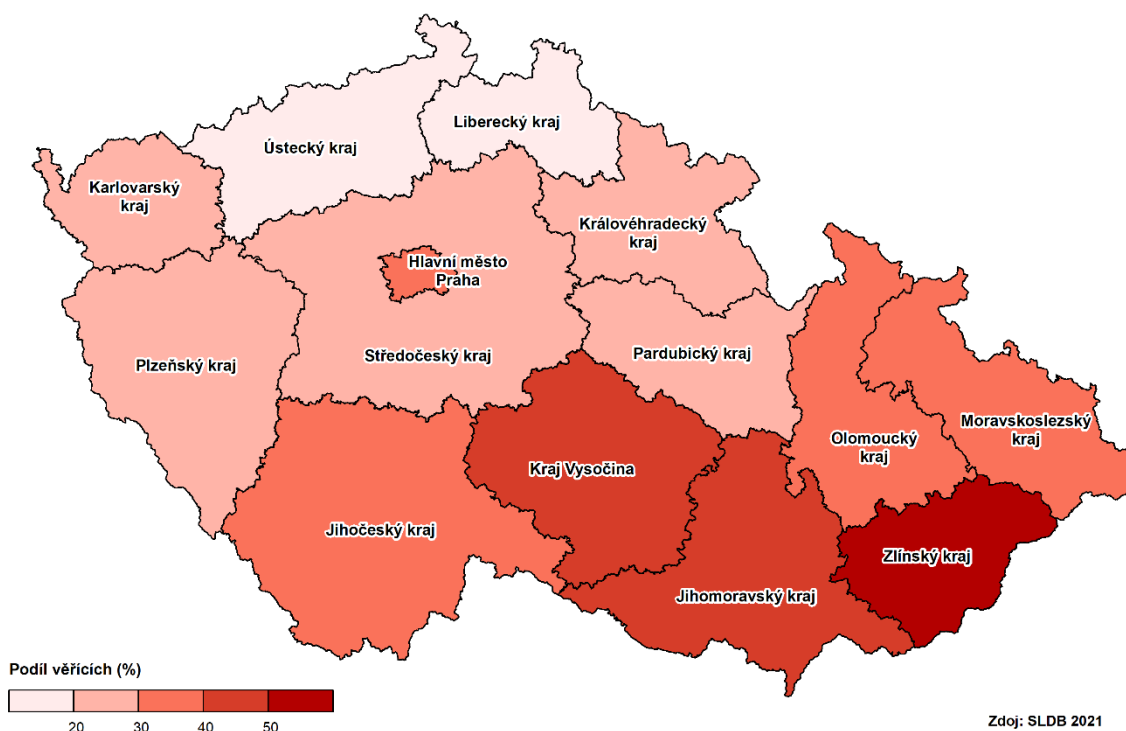 Liberecký kraj
Ústecký kraj
Karlovarský
kraj
Královéhradecký
kraj
Hlavní město
Praha
Plzeňský kraj
Středočeský kraj
Pardubický kraj
Moravskoslezský
kraj
Olomoucký
kraj
Kraj Vysočina
Jihočeský kraj
Zlínský kraj
Jihomoravský kraj
Podíl věřících (%)
20 30 40 50
Zdoj: SLDB 2021